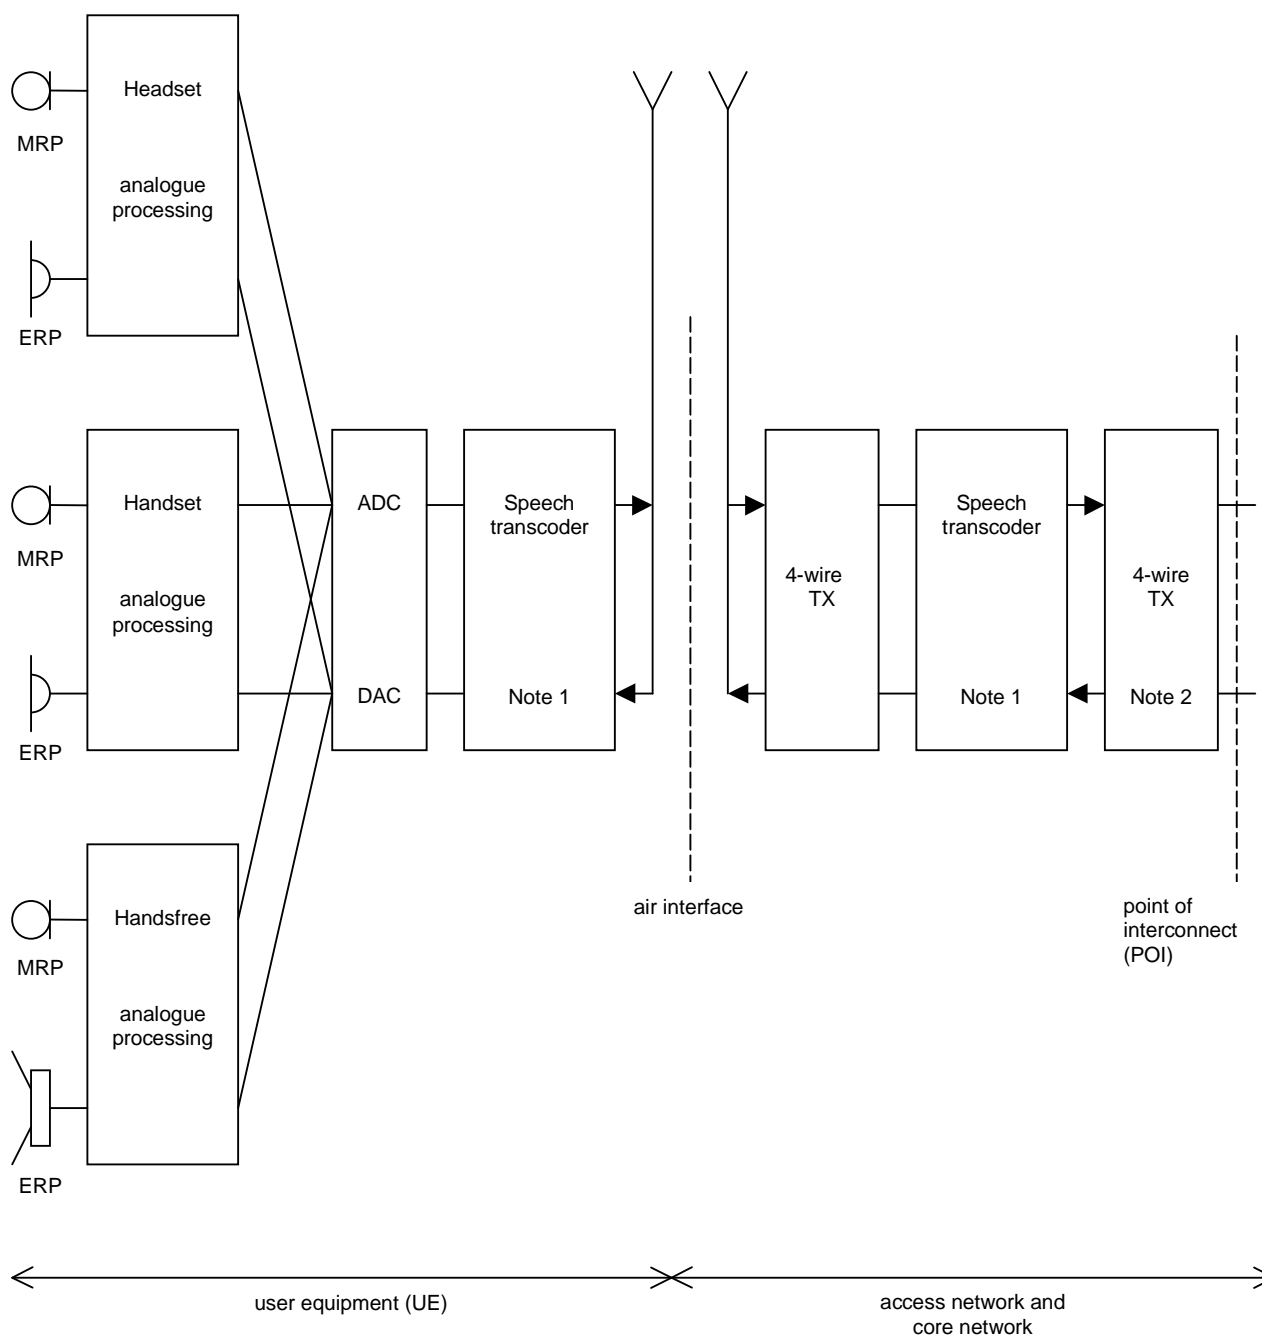 Headset
MRP
analogue
processing
ERP
Handset
MRP
analogue
processing
ERP
ADC
DAC
Speech
transcoder
Note 1
4-wire
TX
Speech
transcoder
Note 1
4-wire
TX
Note 2
Handsfree
MRP
analogue
processing
ERP
air interface
point of
interconnect
(POI)
user equipment (UE)
access network and
core network